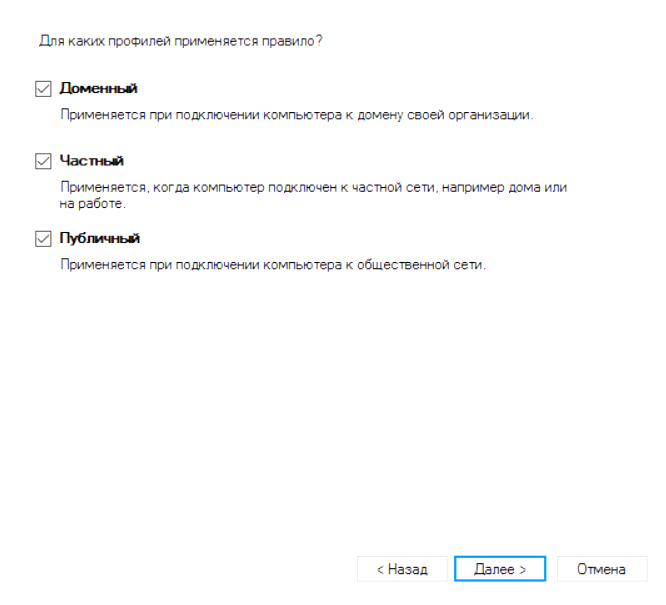 Для каких профилей применяется правило?
Доменный
Применяется при подключении компьютера к домену своей организации.
Частный
Применяется, когда компьютер подключен к частной сети, например дома или
на работе.
Публичный
Применяется при подключении компьютера к общественной сети.
< Назад
Далее >
Отмена